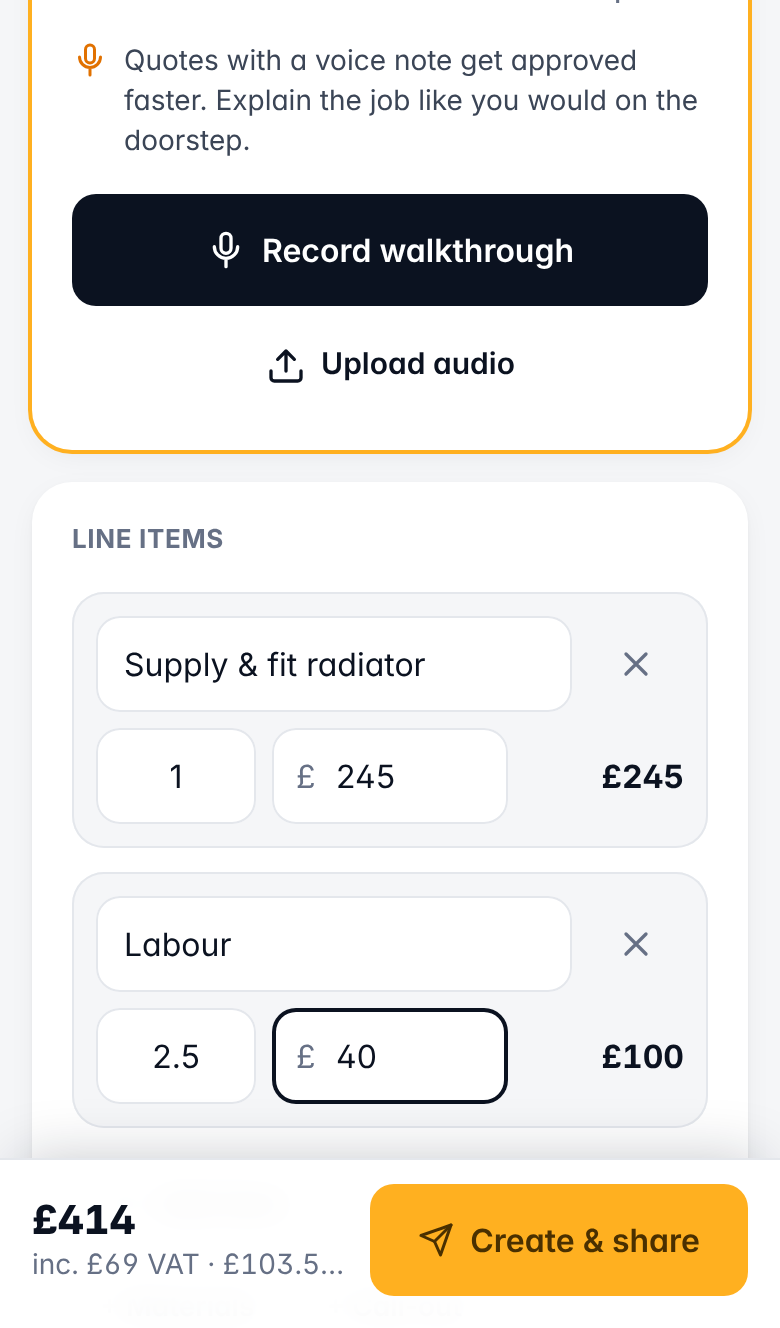 Quotes with a voice note get approved
faster. Explain the job like you would on the
doorstep.
Record walkthrough
Upload audio
LINE ITEMS
Supply & fit radiator
1
£ 245
£245
Labour
2.5
£ 40
£100
£414
inc. £69 VAT · £103.5...
Create & share